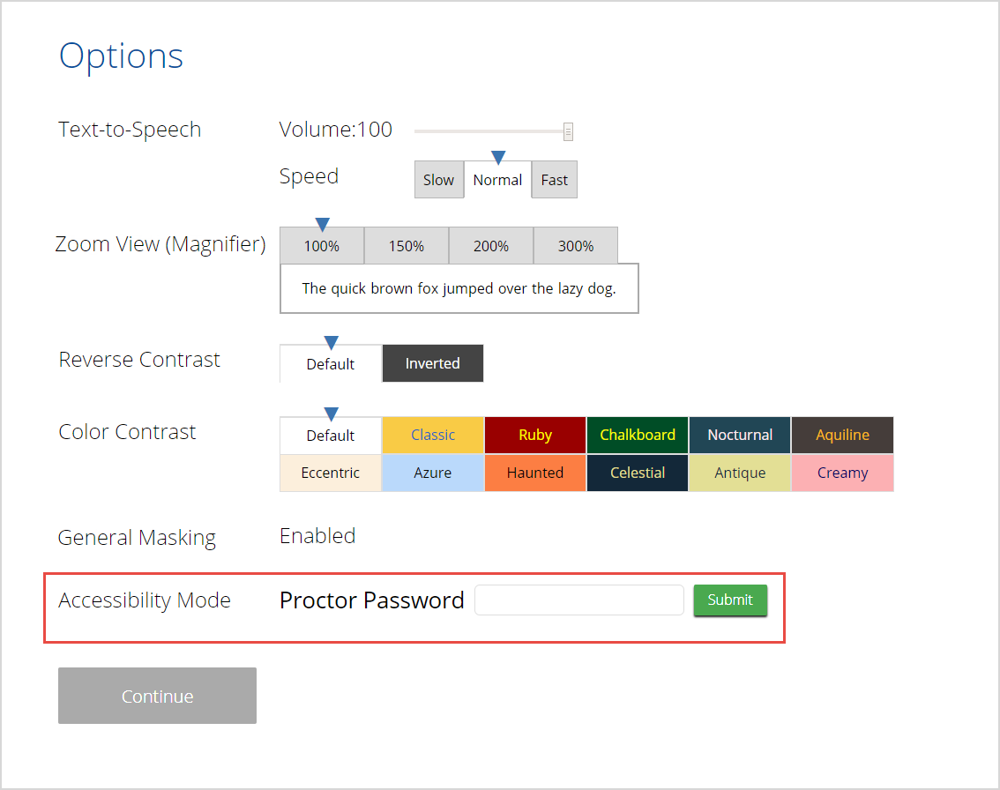 Options
Text-to-Speech Volume:100
Speed Slow Normal Fast
Zoom View (Magnifier) 100% 150% 200% 300%
The quick brown fox jumped over the lazy dog.
Reverse Contrast Default Inverted
Color Contrast Default Classic Ruby Chalkboard Nocturnal Aquiline
Eccentric Azure Haunted Celestial Antique Creamy
General Masking Enabled
Accessibility Mode Proctor Password Submit
Continue